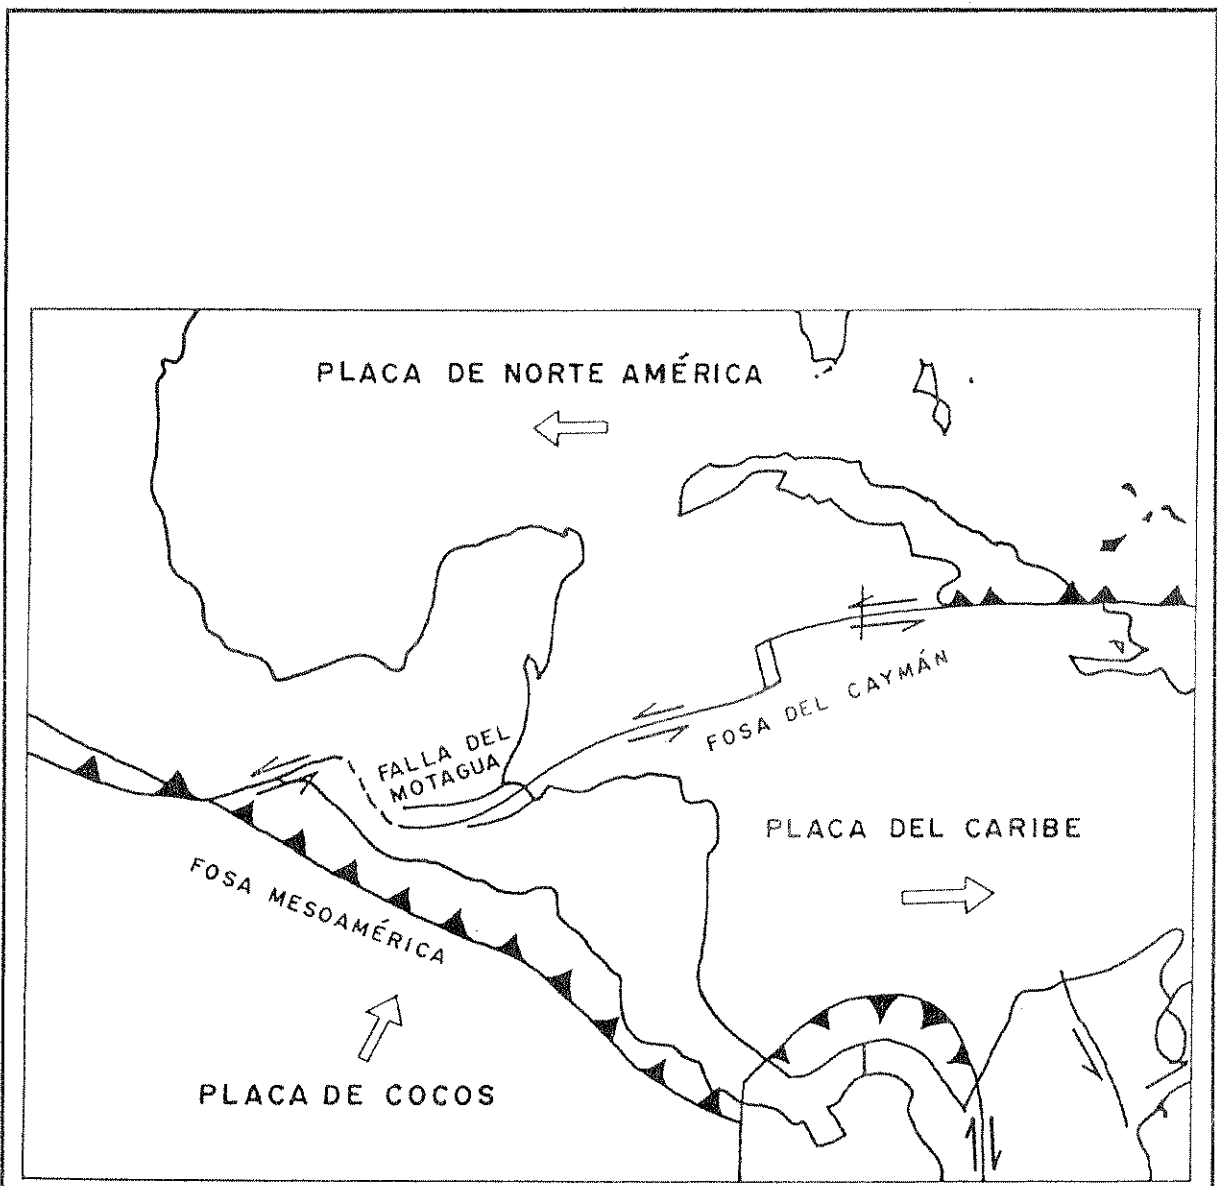 PLACA DE NORTE AMÉRICA
FOSA DEL CAYMÁN
FALLA DEL
MOTAGUA
PLACA DEL CARIBE
FOSA MESOAMÉRICA
PLACA DE COCOS